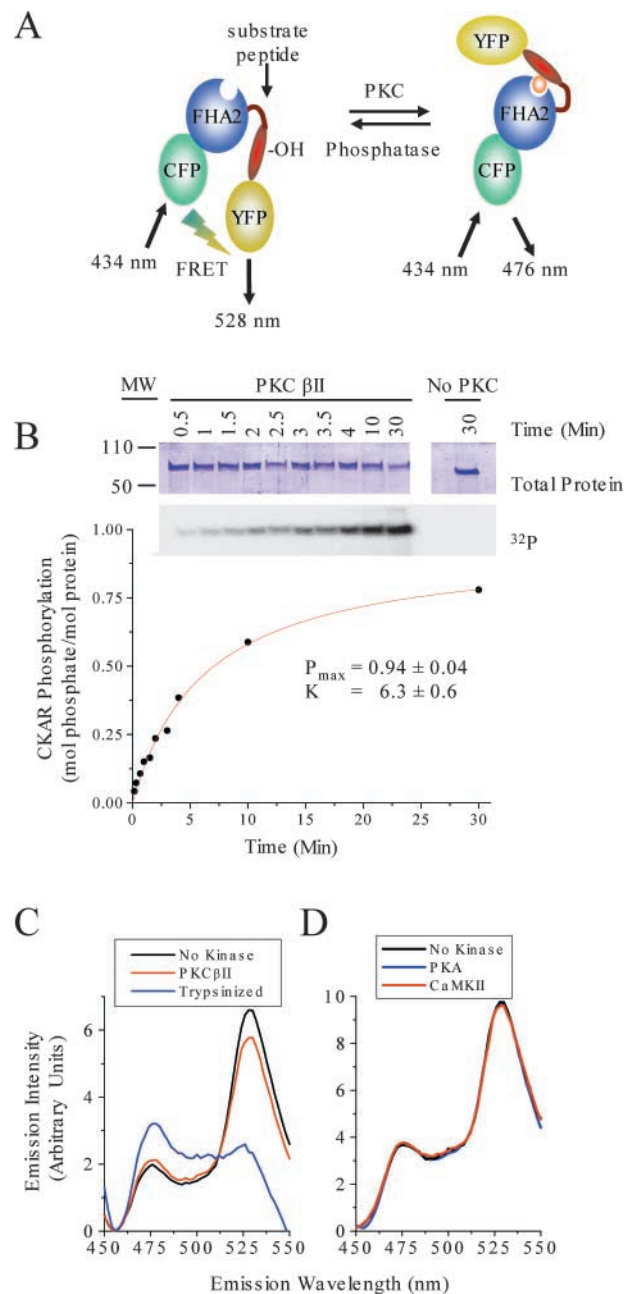 A
substrate
peptide
FHA2
-OH
CFP
YFP
434 nm
FRET
528 nm
PKC
Phosphatase
YFP
FHA2
CFP
434 nm
476 nm
B
MW
PKC βII
No PKC
0.5 1 1.5 2 2.5 3 3.5 4 10 30
30
Time (Min)
110
50
Total Protein
32P
CKAR Phosphorylation
(mol phosphate/mol protein)
1.00
0.75
0.50
0.25
0.00
Pmax = 0.94 ± 0.04
K = 6.3 ± 0.6
0 5 10 15 20 25 30
Time (Min)
C
No Kinase
PKCβII
Trypsinized
Emission Intensity
(Arbitrary Units)
6
4
2
0
450 475 500 525 550
D
No Kinase
PKA
CaMKII
10
8
6
4
2
0
450 475 500 525 550
Emission Wavelength (nm)